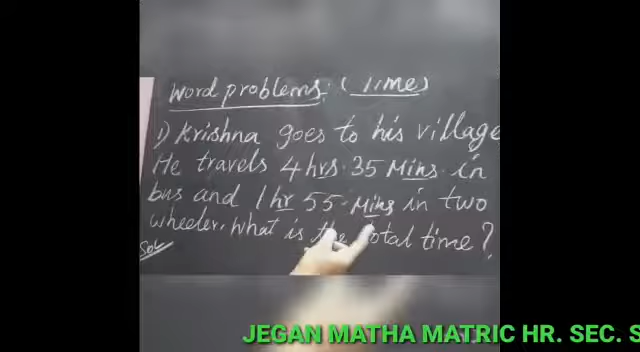 Word problems: (Time)
1) Krishna goes to his village
He travels 4 hrs. 35 Mins. in
bus and 1 hr 55. Mins in two
wheeler. What is the total time?
Sol
JEGAN MATHA MATRIC HR. SEC. S